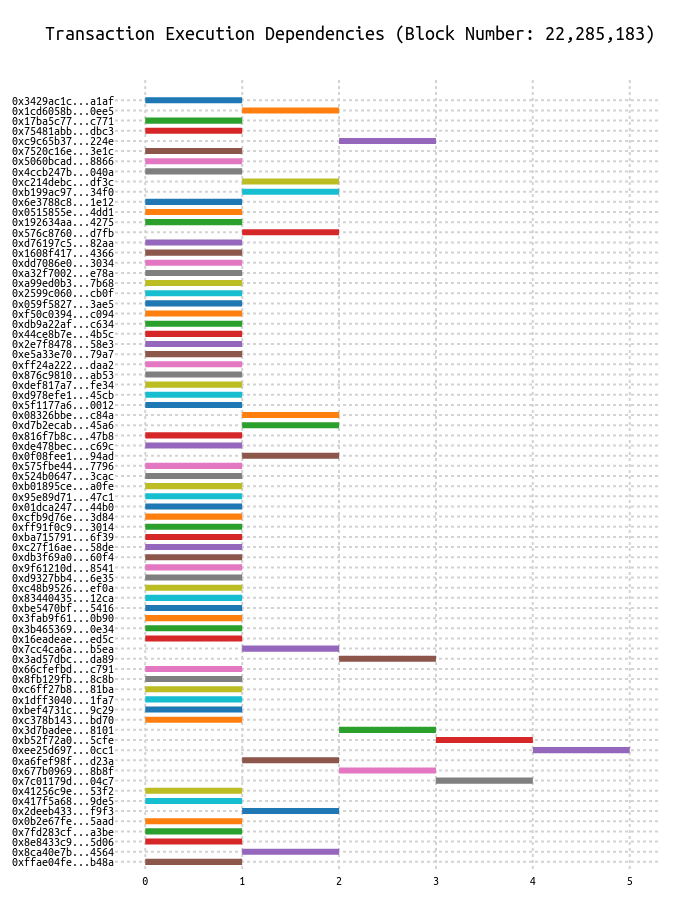 Transaction Execution Dependencies (Block Number: 22,285,183)
0x3429ac1c...a1af
0x1cd6058b...0ee5
0x17ba5c77...c771
0x75481abb...dbc3
0xc9c65b37...224e
0x7520c16e...3e1c
0x5060bcad...8866
0x4ccb247b...040a
0xc214debc...df3c
0xb199ac97...34f0
0x6e3788c8...1e12
0x0515855e...4dd1
0x192634aa...4275
0x576c8760...d7fb
0xd76197c5...82aa
0x1608f417...4366
0xdd7086e0...3034
0xa32f7002...e78a
0xa99ed0b3...7b68
0x2599c060...cb0f
0x059f5827...3ae5
0xf50c0394...c094
0xdb9a22af...c634
0x44ce8b7e...4b5c
0x2e7f8478...58e3
0xe5a33e70...79a7
0xff24a222...daa2
0x876c9810...ab53
0xdef817a7...fe34
0xd978efe1...45cb
0x5f1177a6...0012
0x08326bbe...c84a
0xd7b2ecab...45a6
0x816f7b8c...47b8
0xde478bec...c69c
0x0f08fee1...94ad
0x575fbe44...7796
0x524b0647...3cac
0xb01895ce...a0fe
0x95e89d71...47c1
0x01dca247...44b0
0xcfb9d76e...3d84
0xff91f0c9...3014
0xba715791...6f39
0xc27f16ae...58de
0xdb3f69a0...60f4
0x9f61210d...8541
0xd9327bb4...6e35
0xc48b9526...ef0a
0x83440435...12ca
0xbe5470bf...5416
0x3fab9f61...0b90
0x3b465369...0e34
0x16eadeae...ed5c
0x7cc4ca6a...b5ea
0x3ad57dbc...da89
0x66cfefbd...c791
0x8fb129fb...8c8b
0xc6ff27b8...81ba
0x1dff3040...1fa7
0xbef4731c...9c29
0xc378b143...bd70
0x3d7badee...8101
0xb52f72a0...5cfe
0xee25d697...0cc1
0xa6fef98f...d23a
0x677b0969...8b8f
0x7c01179d...04c7
0x41256c9e...53f2
0x417f5a68...9de5
0x2deeb433...f9f3
0x0b2e67fe...5aad
0x7fd283cf...a3be
0x8e8433c9...5d06
0x8ca40e7b...4564
0xffae04fe...b48a
0 1 2 3 4 5